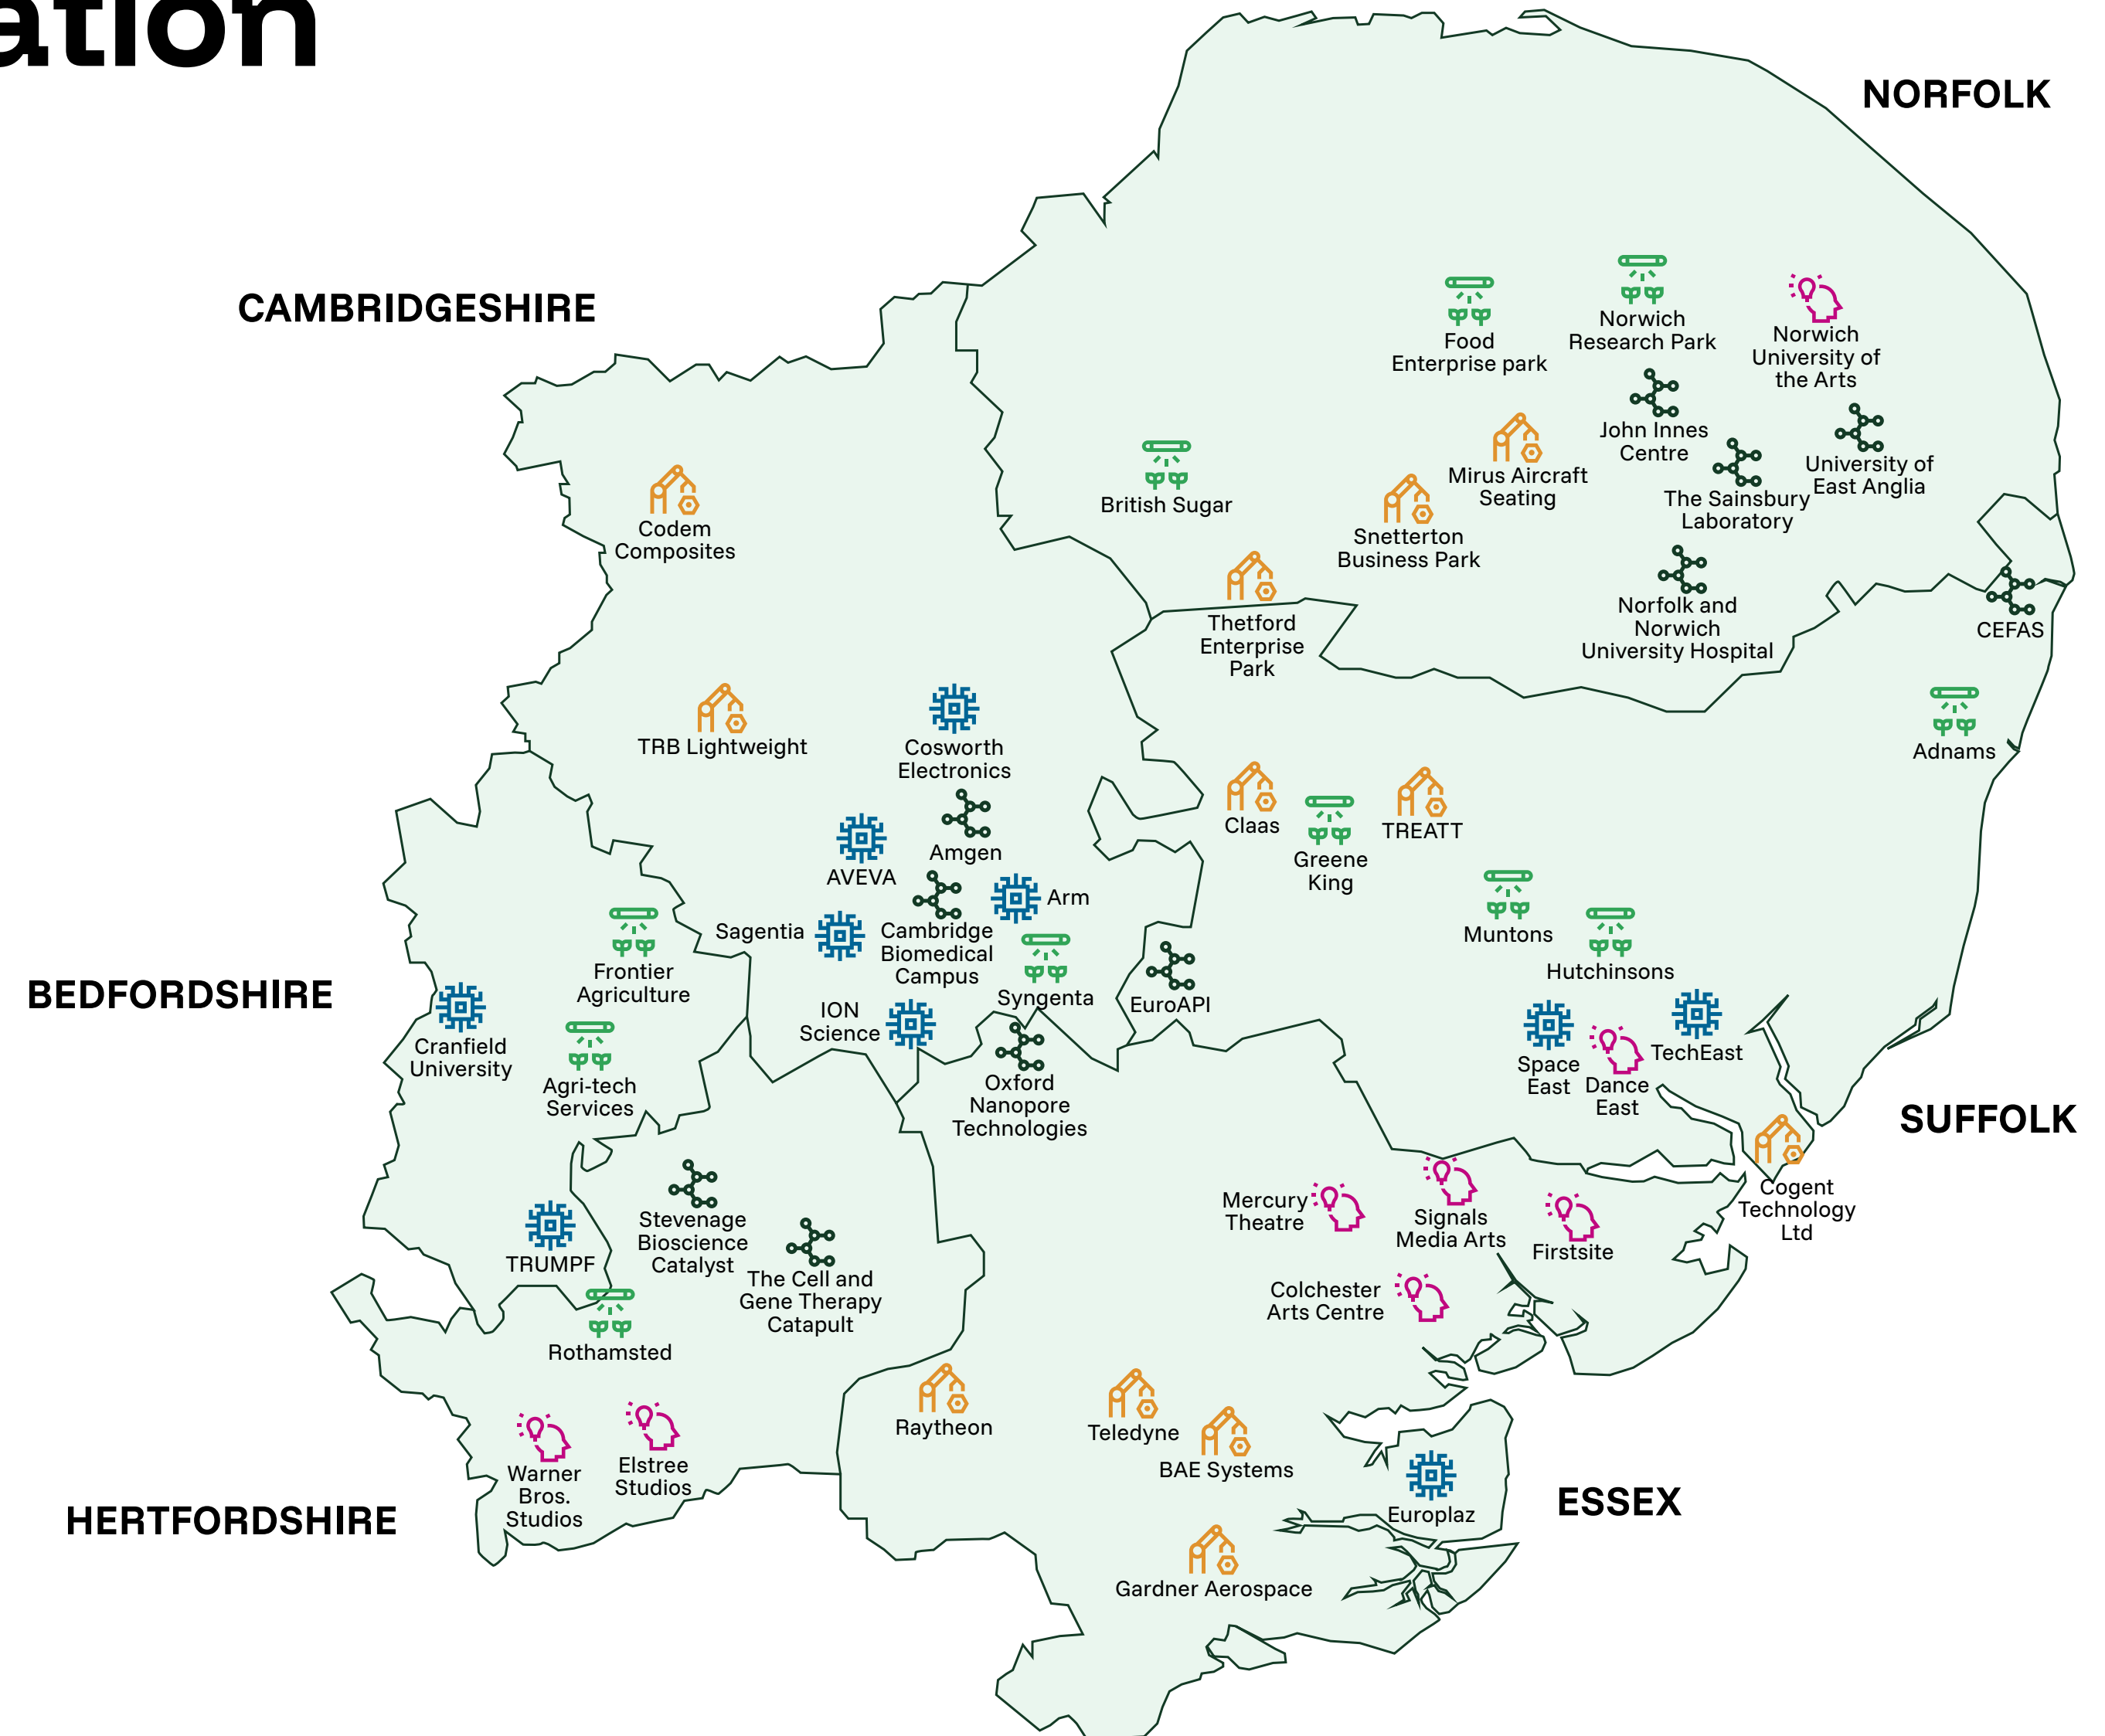 ation
NORFOLK
CAMBRIDGESHIRE
Food
Enterprise park
Norwich
Research Park
Norwich
University of
the Arts
John Innes
Centre
University of
East Anglia
British Sugar
Mirus Aircraft
Seating
The Sainsbury
Laboratory
Codem
Composites
Snetterton
Business Park
Thetford
Enterprise
Park
Norfolk and
Norwich
University Hospital
CEFAS
TRB Lightweight
Cosworth
Electronics
Adnams
Claas
TREATT
Greene
King
Amgen
AVEVA
Arm
Sagentia
Cambridge
Biomedical
Campus
Muntons
Hutchinsons
Frontier
Agriculture
BEDFORDSHIRE
Syngenta
EuroAPI
ION
Science
Cranfield
University
Space
East
Dance
East
TechEast
Agri-tech
Services
Oxford
Nanopore
Technologies
SUFFOLK
Mercury
Theatre
Signals
Media Arts
Firstsite
Cogent
Technology
Ltd
Stevenage
Bioscience
Catalyst
TRUMPF
The Cell and
Gene Therapy
Catapult
Colchester
Arts Centre
Rothamsted
Raytheon
Teledyne
BAE Systems
Warner
Bros.
Studios
Elstree
Studios
HERTFORDSHIRE
Europlaz
ESSEX
Gardner Aerospace